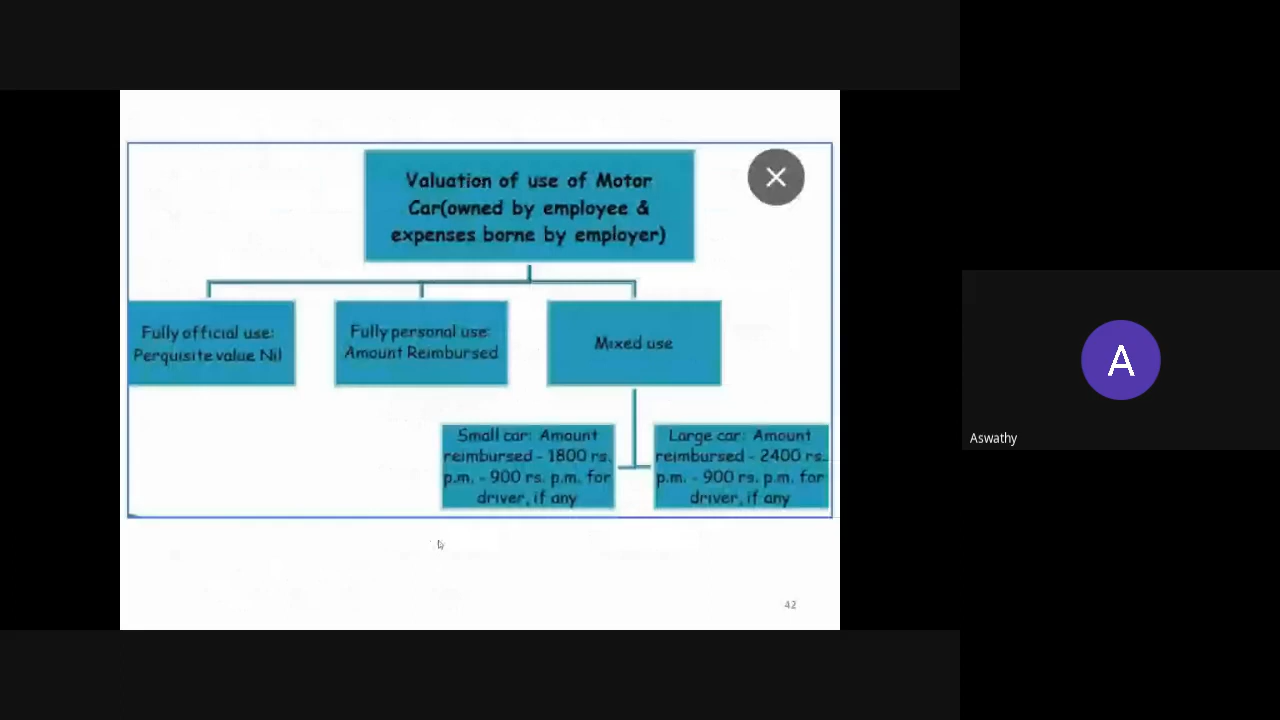 Valuation of use of Motor
Car(owned by employee &
expenses borne by employer)
Fully official use:
Perquisite value Nil
Fully personal use:
Amount Reimbursed
Mixed use
Small car: Amount
reimbursed - 1800 rs.
p.m. - 900 rs. p.m. for
driver, if any
Large car: Amount
reimbursed - 2400 rs.
p.m. - 900 rs. p.m. for
driver, if any
42
A
Aswathy